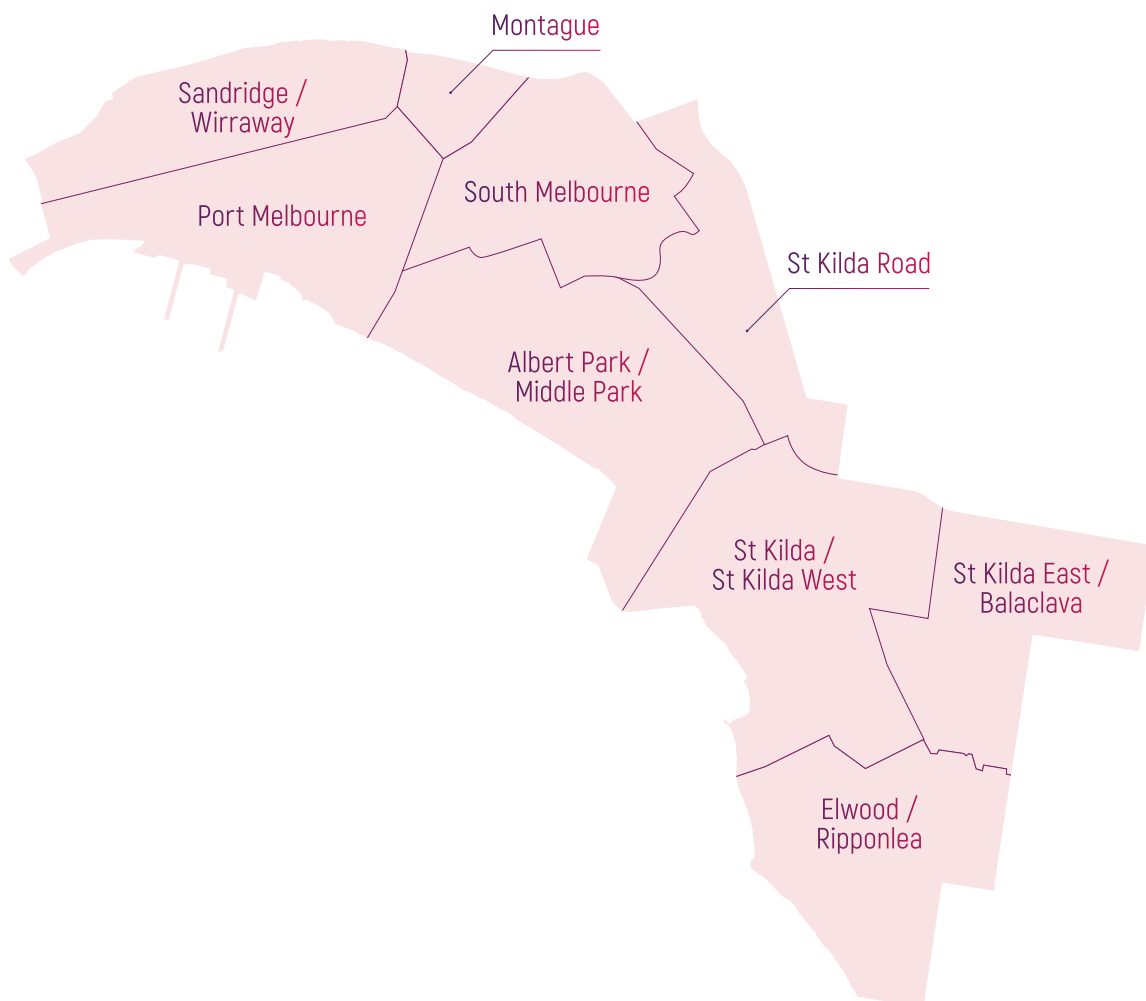 Montague
Sandridge /
Wirraway
South Melbourne
Port Melbourne
St Kilda Road
Albert Park /
Middle Park
St Kilda /
St Kilda West
St Kilda East /
Balaclava
Elwood /
Ripponlea